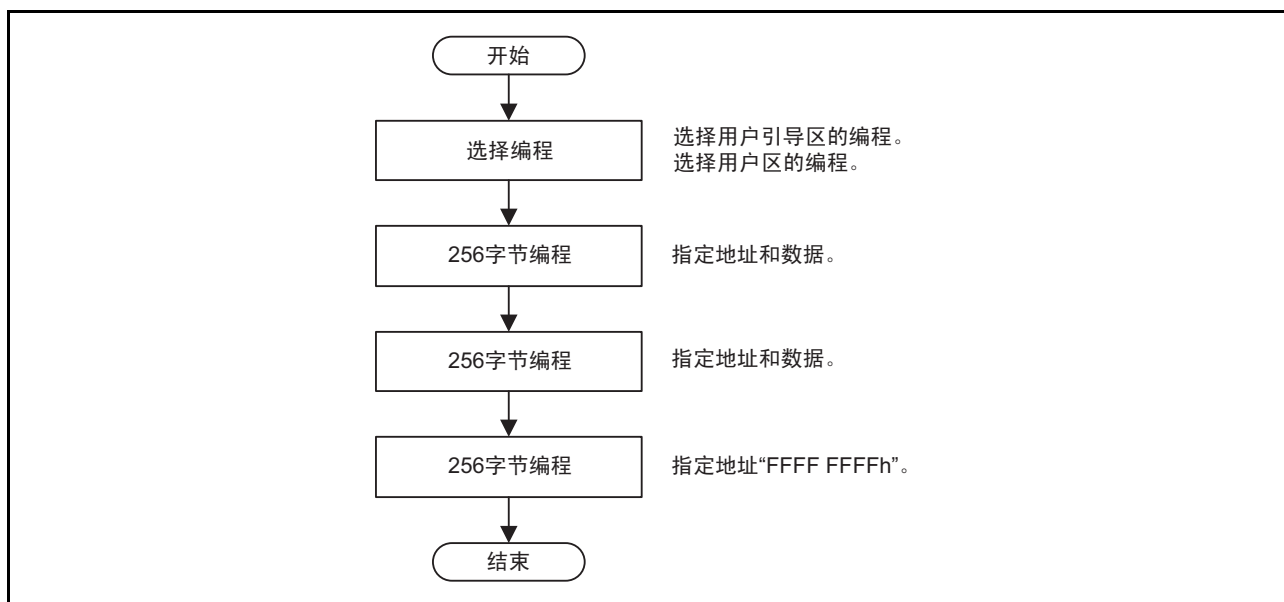 开始
选择编程
选择用户引导区的编程。
选择用户区的编程。
256字节编程
指定地址和数据。
256字节编程
指定地址和数据。
256字节编程
指定地址“FFFF FFFFh”。
结束